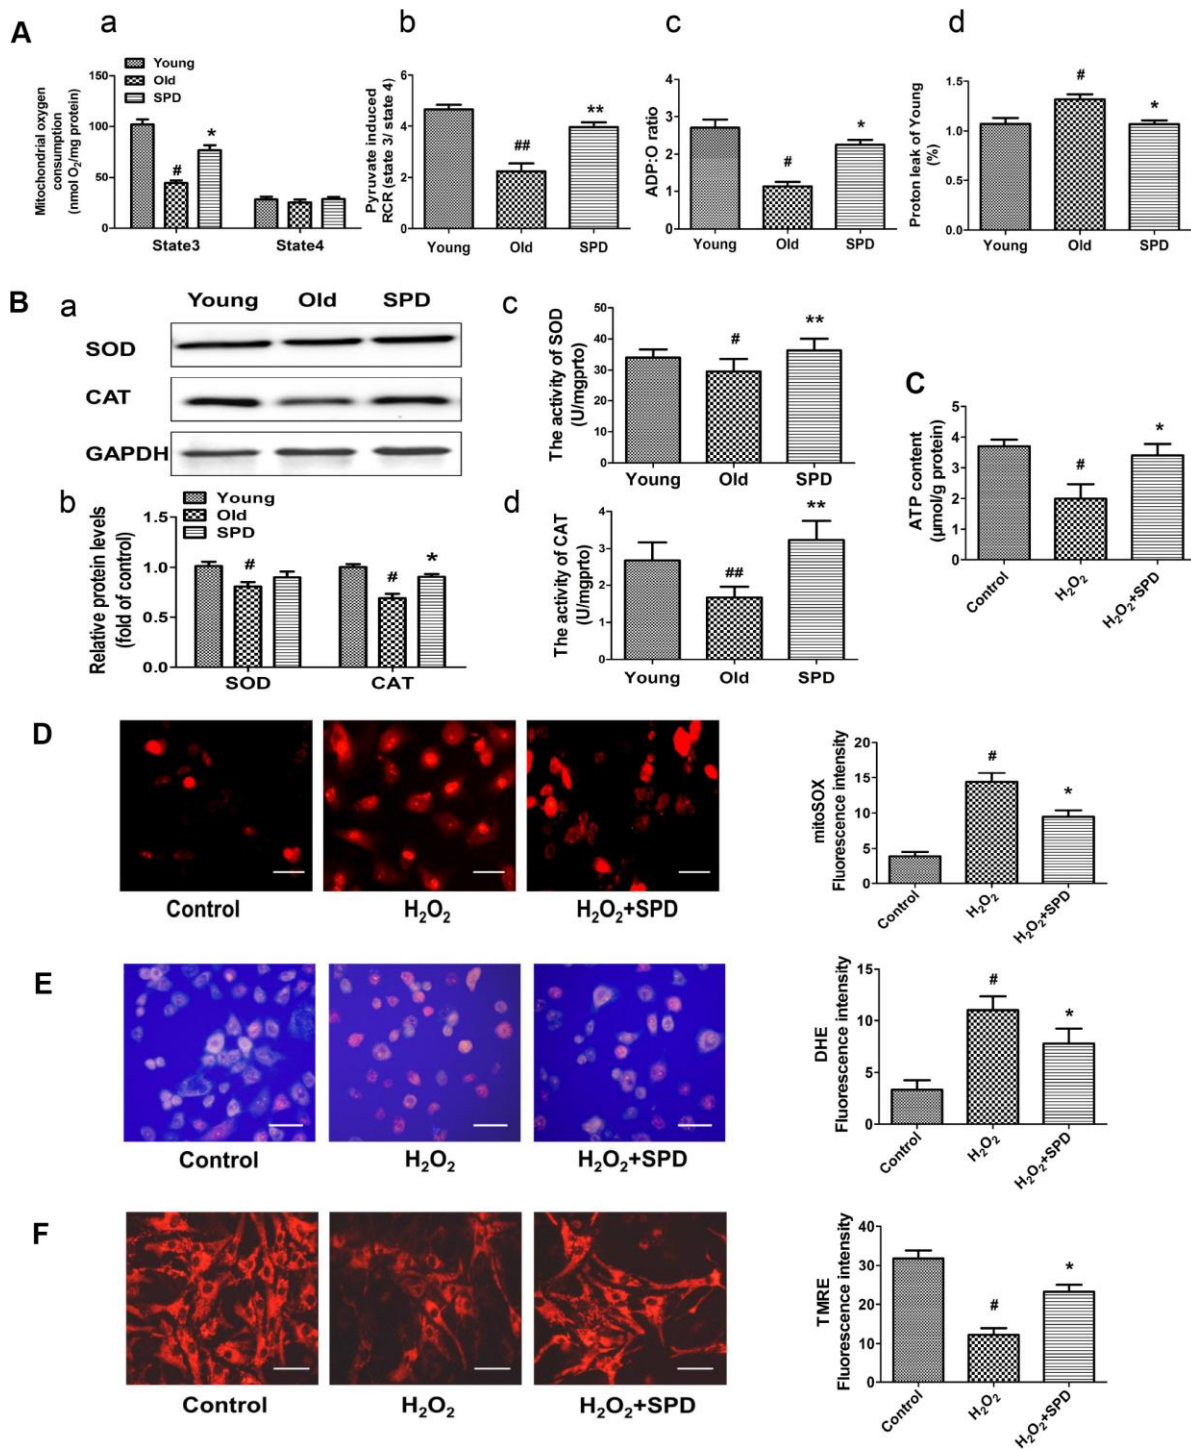 A
a
Mitochondrial oxygen
consumption
(nmol O₂/mg protein)
150
100
50
0
Young
Old
SPD
#
*
State3
State4
b
Pyruvate induced
RCR (state 3/ state 4)
6
4
2
0
##
**
Young
Old
SPD
c
ADP:O ratio
4
3
2
1
0
#
*
Young
Old
SPD
d
Proton leak of Young
(%)
1.5
1.0
0.5
0.0
#
*
Young
Old
SPD
B
a
Young
Old
SPD
SOD
CAT
GAPDH
b
Relative protein levels
(fold of control)
1.5
1.0
0.5
0.0
Young
Old
SPD
#
#
*
SOD
CAT
c
The activity of SOD
(U/mgprto)
50
40
30
20
10
0
#
**
Young
Old
SPD
d
The activity of CAT
(U/mgprto)
4
3
2
1
0
##
**
Young
Old
SPD
C
ATP content
(μmol/g protein)
5
4
3
2
1
0
#
*
Control
H₂O₂
H₂O₂+SPD
D
Control
H₂O₂
H₂O₂+SPD
mitoSOX
Fluorescence intensity
20
15
10
5
0
#
*
Control
H₂O₂
H₂O₂+SPD
E
Control
H₂O₂
H₂O₂+SPD
DHE
Fluorescence intensity
15
10
5
0
#
*
Control
H₂O₂
H₂O₂+SPD
F
Control
H₂O₂
H₂O₂+SPD
TMRE
Fluorescence intensity
40
30
20
10
0
#
*
Control
H₂O₂
H₂O₂+SPD